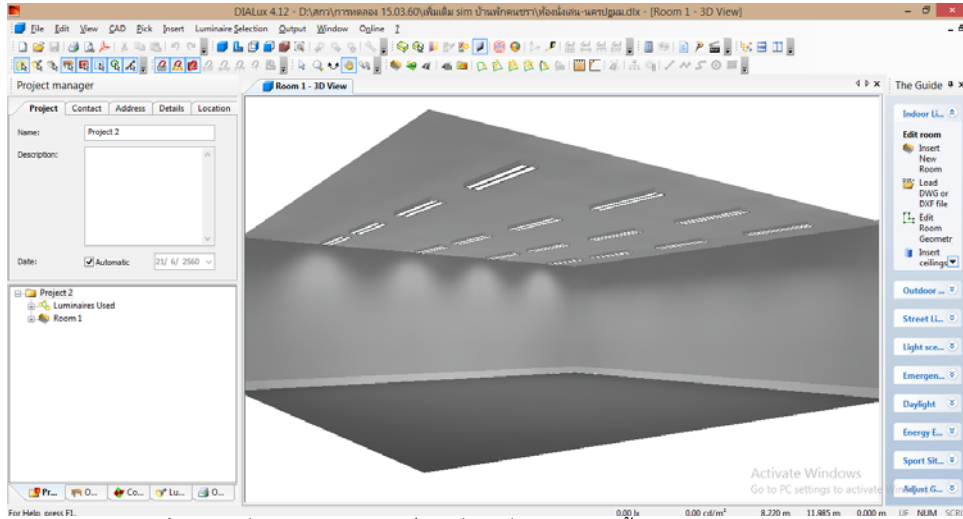 DIALux 4.12 - D:\สกว\การทดลอง 15.03.60\เพิ่มเติม sim บ้านพักคนชรา\ห้องนั่งเล่น-นครปฐมม.dlx - [Room 1 - 3D View]
File Edit View CAD Pick Insert Luminaire Selection Output Window Online ?
Project manager
Room 1 - 3D View
The Guide
Project Contact Address Details Location
Name: Project 2
Description:
Date: Automatic 21/ 6/ 2560
Project 2
Luminaires Used
Room 1
Pr... O... Co... Lu... O...
Indoor Li...
Edit room
Insert
New
Room
Load
DWG or
DXF file
Edit
Room
Geometr
Insert
ceilings
Outdoor ...
Street Li...
Light sce...
Emergen...
Daylight
Energy E...
Sport Sit...
Adjust G...
Activate Windows
Go to PC settings to activate
For Help, press F1.
0.00 lx 0.00 cd/m² 8.220 m 11.985 m 0.000 m UF NUM SCRL